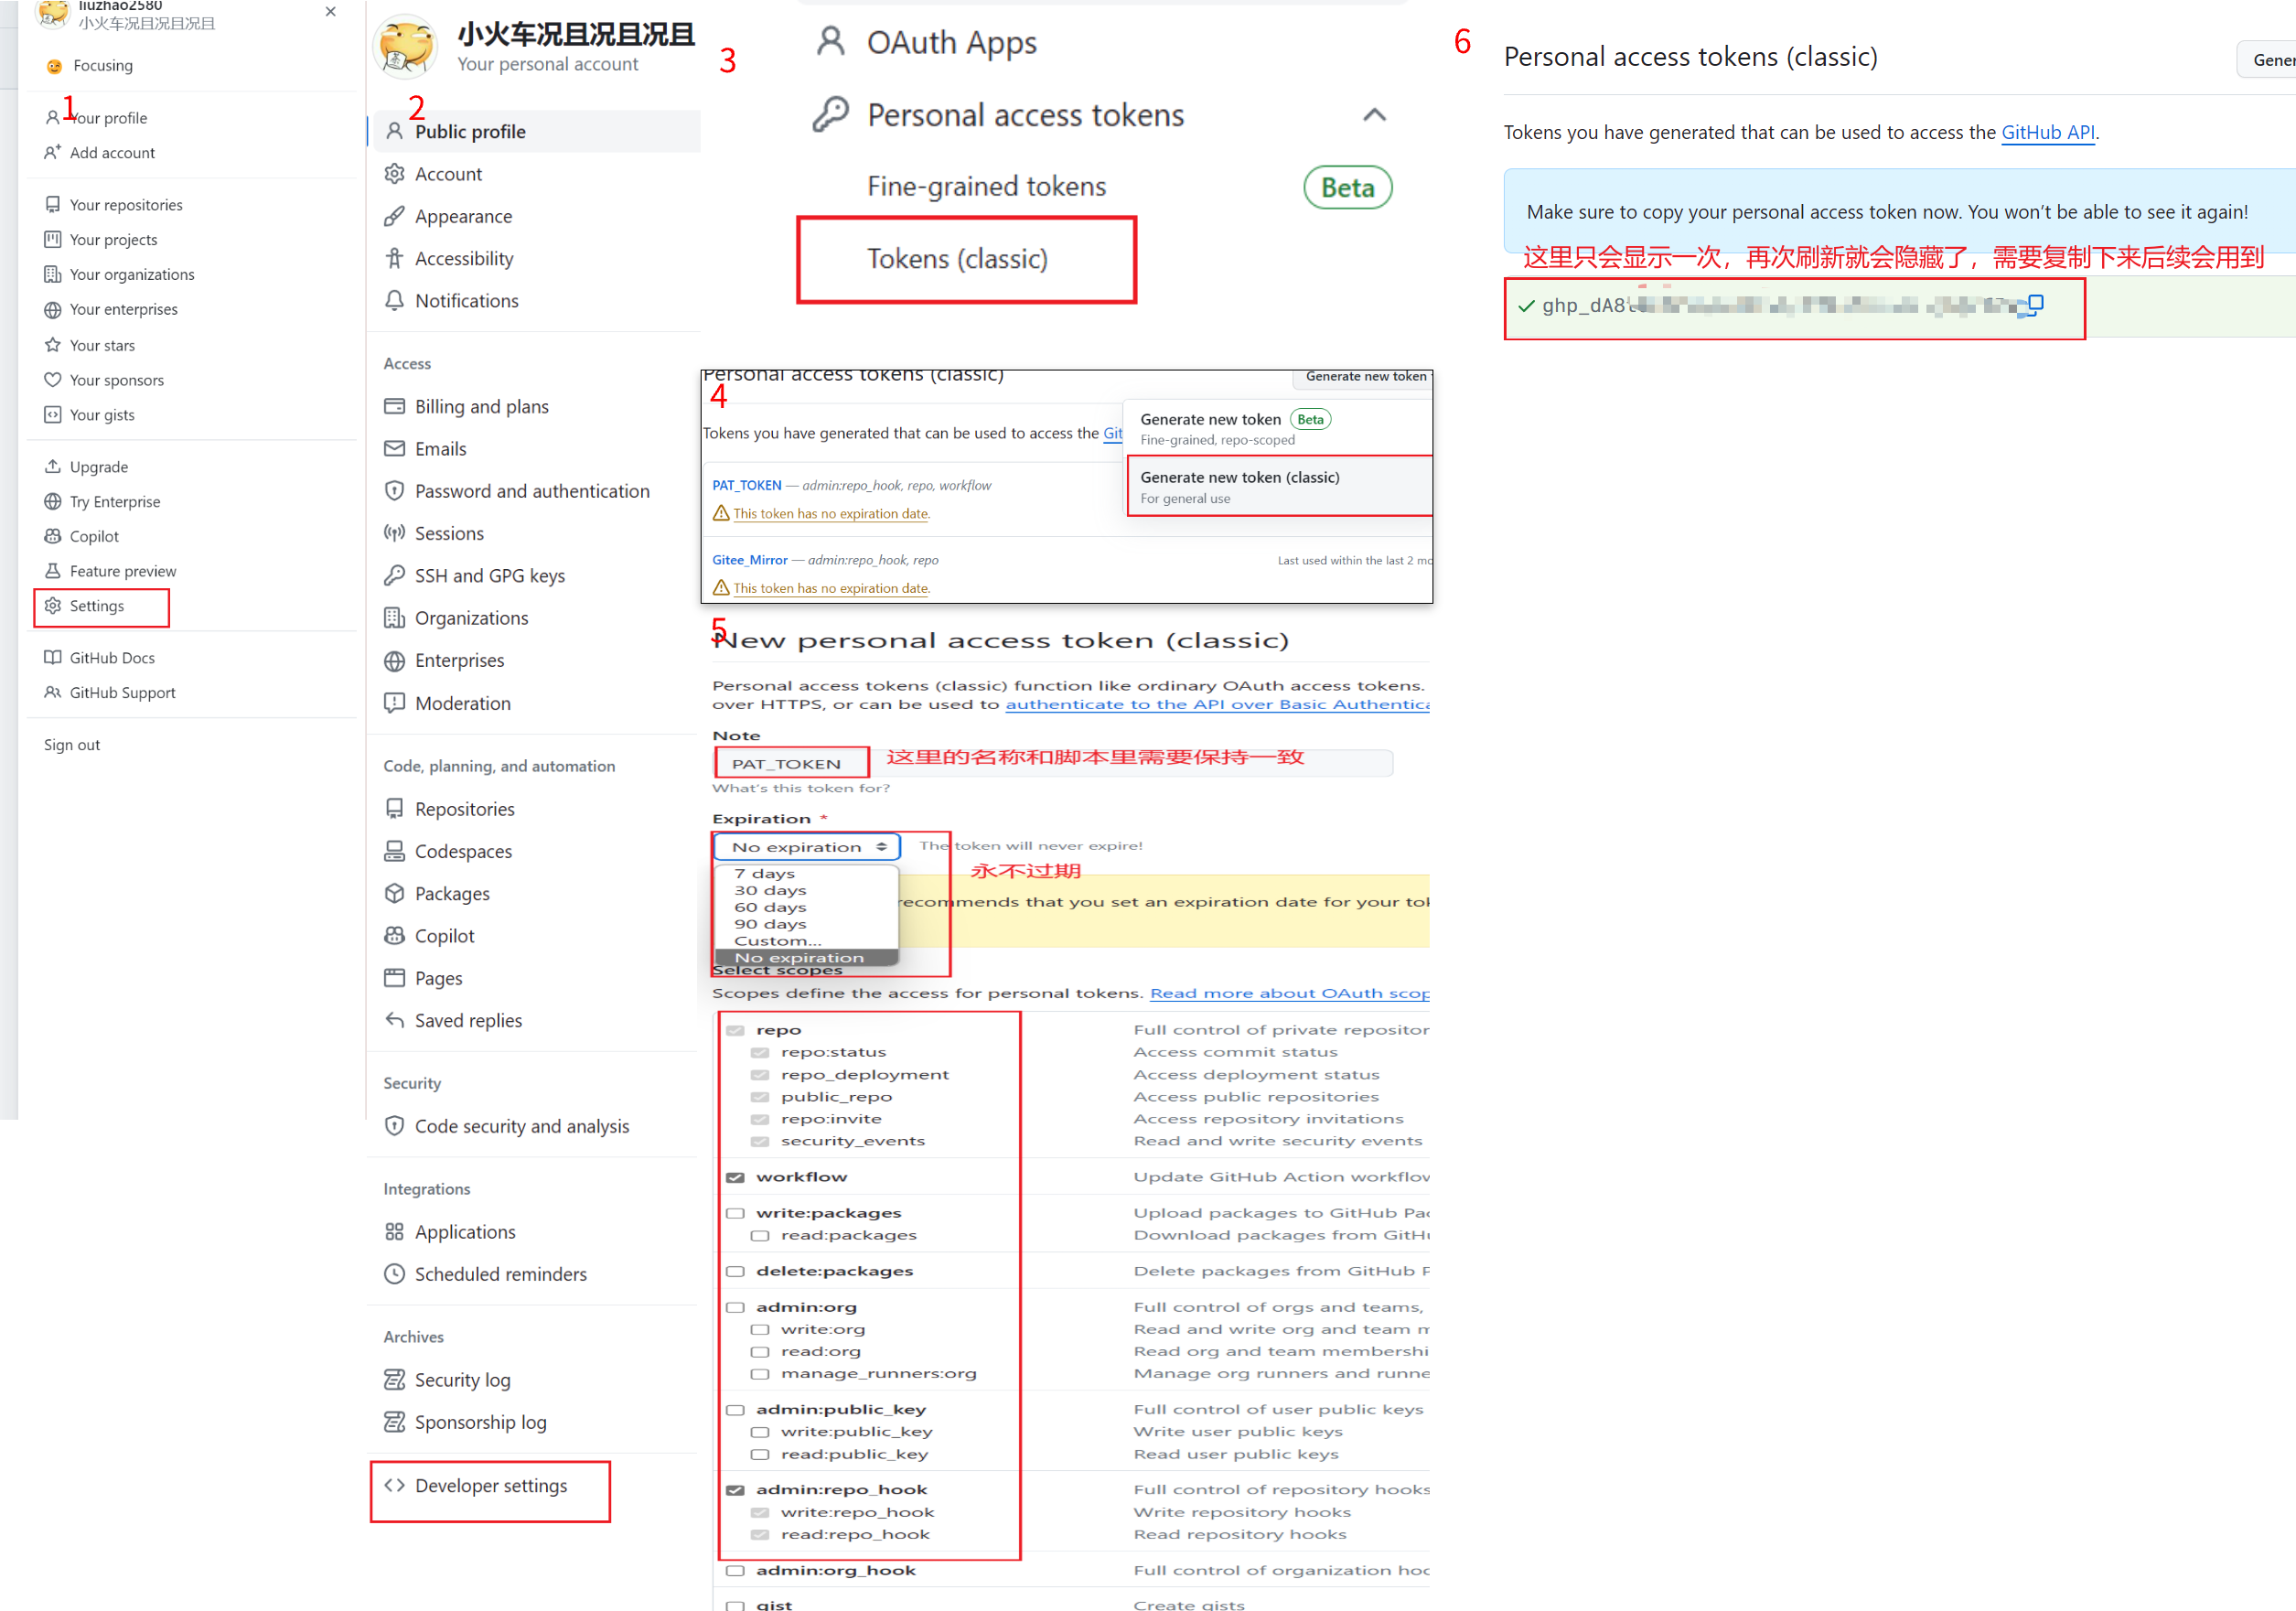 liuzhao2580
小火车况且况且况且
Focusing
1
Your profile
Add account
Your repositories
Your projects
Your organizations
Your enterprises
Your stars
Your sponsors
Your gists
Upgrade
Try Enterprise
Copilot
Feature preview
Settings
GitHub Docs
GitHub Support
Sign out
小火车况且况且况且
Your personal account
2
Public profile
Account
Appearance
Accessibility
Notifications
Access
Billing and plans
Emails
Password and authentication
Sessions
SSH and GPG keys
Organizations
Enterprises
Moderation
Code, planning, and automation
Repositories
Codespaces
Packages
Copilot
Pages
Saved replies
Security
Code security and analysis
Integrations
Applications
Scheduled reminders
Archives
Security log
Sponsorship log
Developer settings
3
OAuth Apps
Personal access tokens
Fine-grained tokens Beta
Tokens (classic)
4
Personal access tokens (classic) Generate new token
Tokens you have generated that can be used to access the Git
Generate new token Beta
Fine-grained, repo-scoped
Generate new token (classic)
For general use
PAT_TOKEN — admin:repo_hook, repo, workflow
This token has no expiration date.
Gitee_Mirror — admin:repo_hook, repo Last used within the last 2 mo
This token has no expiration date.
5
New personal access token (classic)
Personal access tokens (classic) function like ordinary OAuth access tokens.
over HTTPS, or can be used to authenticate to the API over Basic Authentica
Note
PAT_TOKEN 这里的名称和脚本里需要保持一致
What's this token for?
Expiration *
No expiration The token will never expire!
永不过期
7 days
30 days
60 days
90 days
Custom...
No expiration
recommends that you set an expiration date for your tok
Select scopes
Scopes define the access for personal tokens. Read more about OAuth scop
repo Full control of private repositor
repo:status Access commit status
repo_deployment Access deployment status
public_repo Access public repositories
repo:invite Access repository invitations
security_events Read and write security events
workflow Update GitHub Action workflow
write:packages Upload packages to GitHub Pac
read:packages Download packages from GitHu
delete:packages Delete packages from GitHub P
admin:org Full control of orgs and teams,
write:org Read and write org and team m
read:org Read org and team membershi
manage_runners:org Manage org runners and runne
admin:public_key Full control of user public keys
write:public_key Write user public keys
read:public_key Read user public keys
admin:repo_hook Full control of repository hooks
write:repo_hook Write repository hooks
read:repo_hook Read repository hooks
admin:org_hook Full control of organization hoo
gist Create gists
6
Personal access tokens (classic) Gener
Tokens you have generated that can be used to access the GitHub API.
Make sure to copy your personal access token now. You won't be able to see it again!
这里只会显示一次，再次刷新就会隐藏了，需要复制下来后续会用到
ghp_dA8t